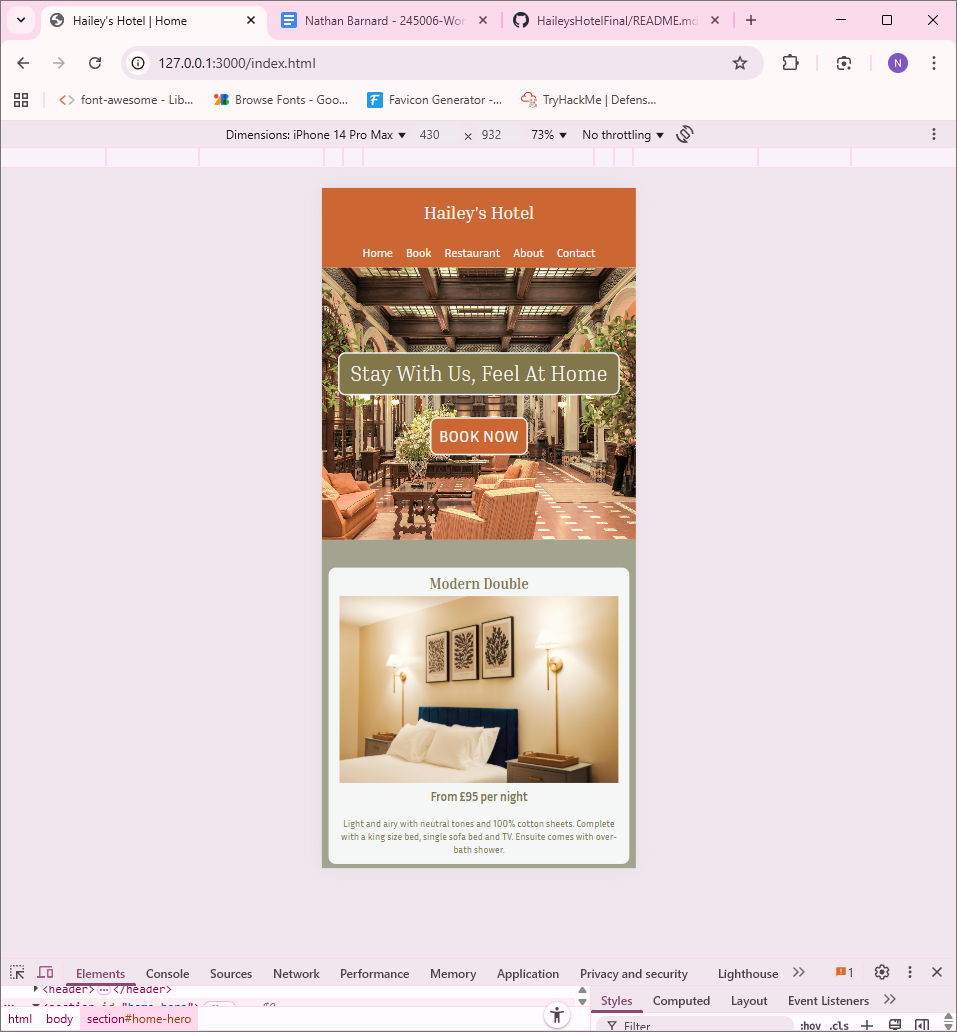 Hailey's Hotel | Home
Nathan Barnard - 245006-Wor
HaileysHotelFinal/README.md
127.0.0.1:3000/index.html
N
font-awesome - Lib...
Browse Fonts - Goo...
Favicon Generator -...
TryHackMe | Defens...
Dimensions: iPhone 14 Pro Max
430 × 932
73%
No throttling
Hailey's Hotel
Home Book Restaurant About Contact
Stay With Us, Feel At Home
BOOK NOW
Modern Double
From £95 per night
Light and airy with neutral tones and 100% cotton sheets. Complete
with a king size bed, single sofa bed and TV. Ensuite comes with over-
bath shower.
Elements Console Sources Network Performance Memory Application Privacy and security Lighthouse
1
<header> … </header>
Styles Computed Layout Event Listeners
html body section#home-hero
Filter :hov .cls